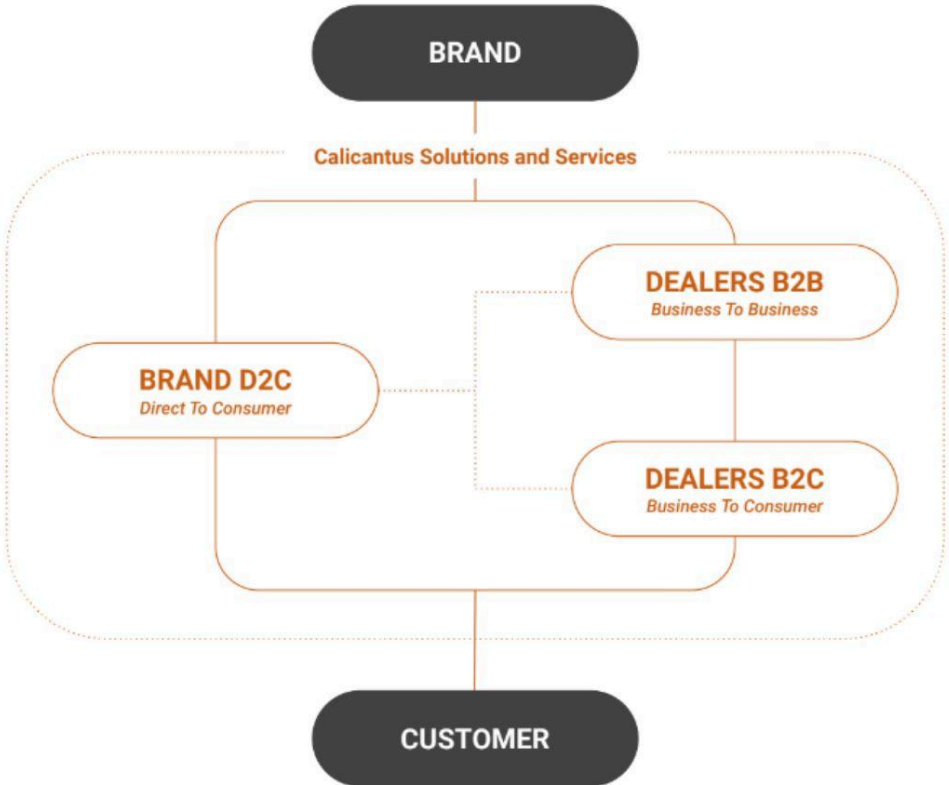 BRAND
Calicantus Solutions and Services
DEALERS B2B
Business To Business
BRAND D2C
Direct To Consumer
DEALERS B2C
Business To Consumer
CUSTOMER